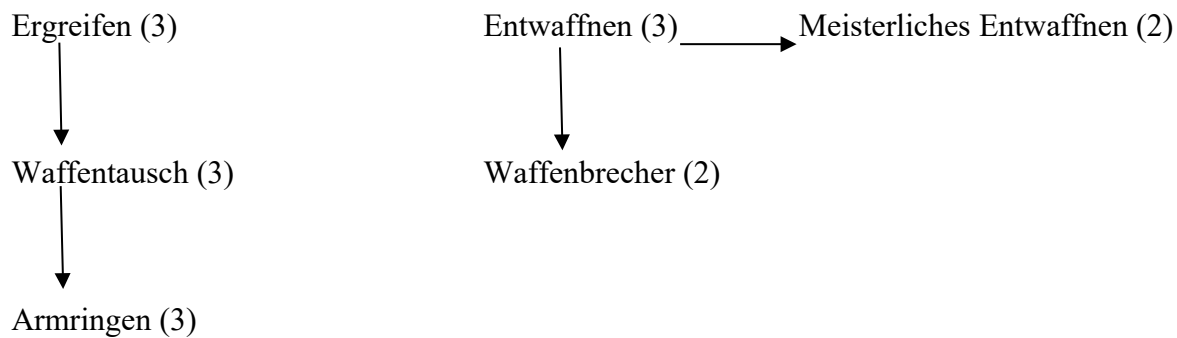 Ergreifen (3) Entwaffnen (3) Meisterliches Entwaffnen (2)
Waffentausch (3) Waffenbrecher (2)
Armringen (3)